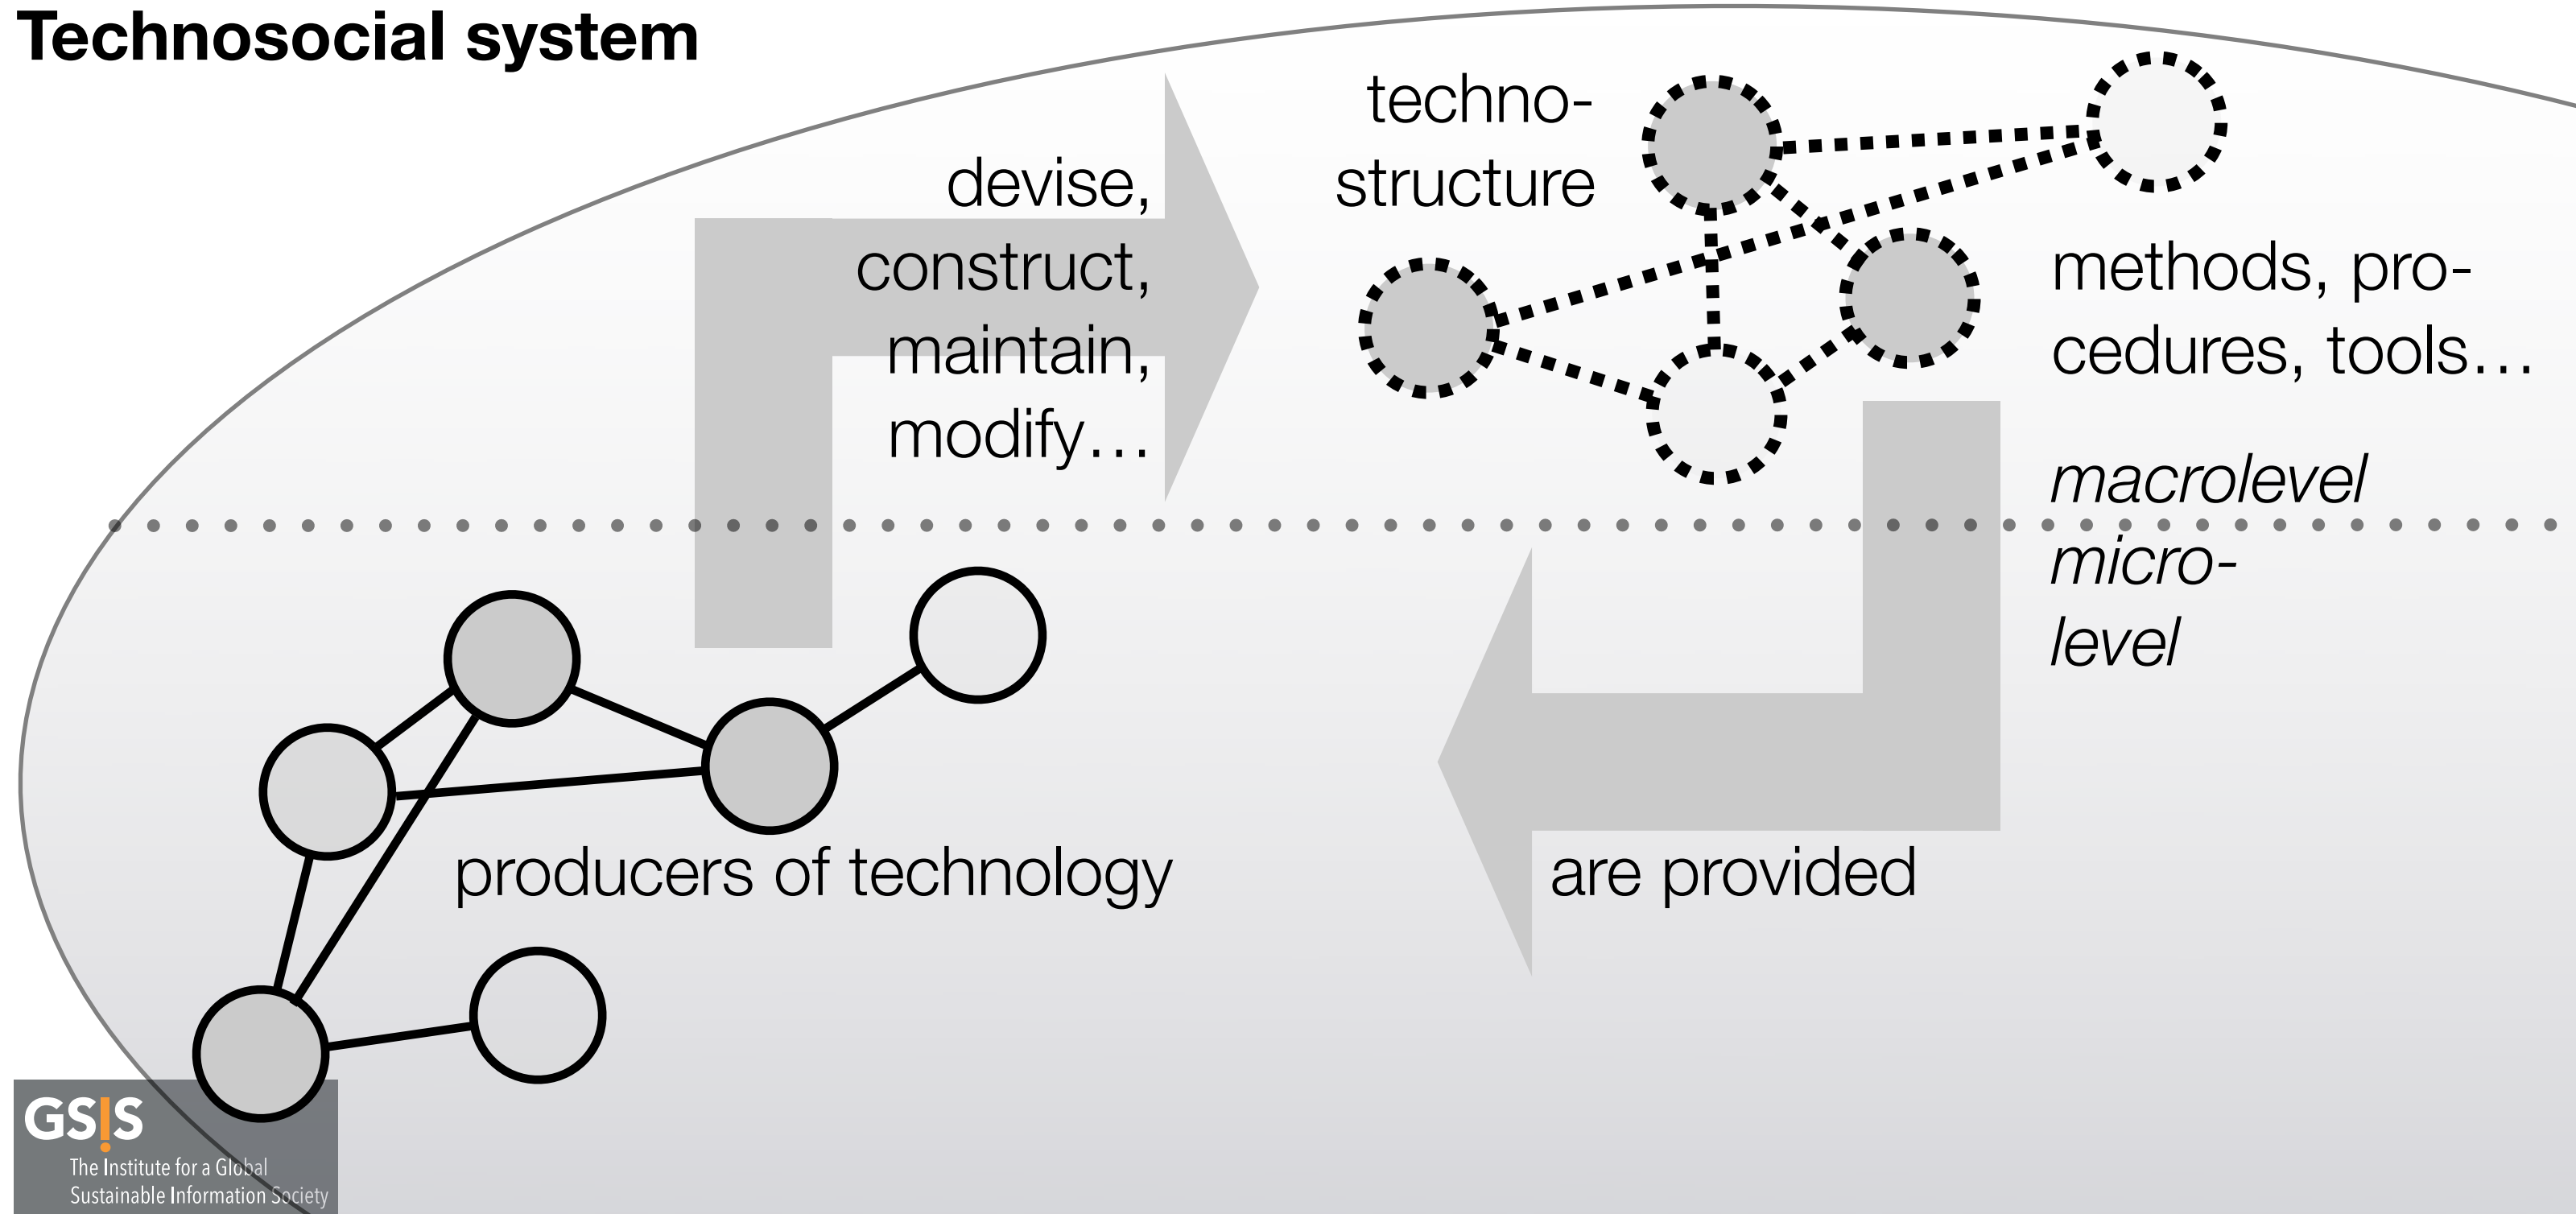 Technosocial system
devise,
construct,
maintain,
modify…
techno-
structure
methods, pro-
cedures, tools…
macrolevel
micro-
level
producers of technology
are provided
GS!S
The Institute for a Global
Sustainable Information Society